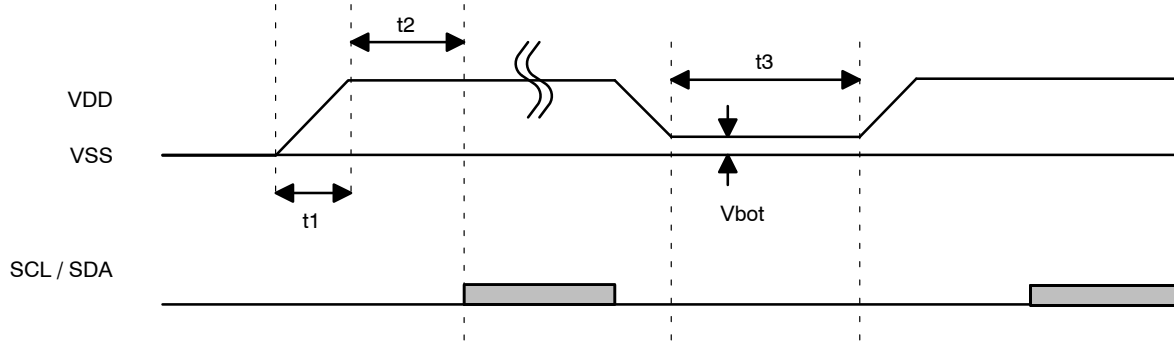 t2
t3
VDD
VSS
t1
Vbot
SCL / SDA